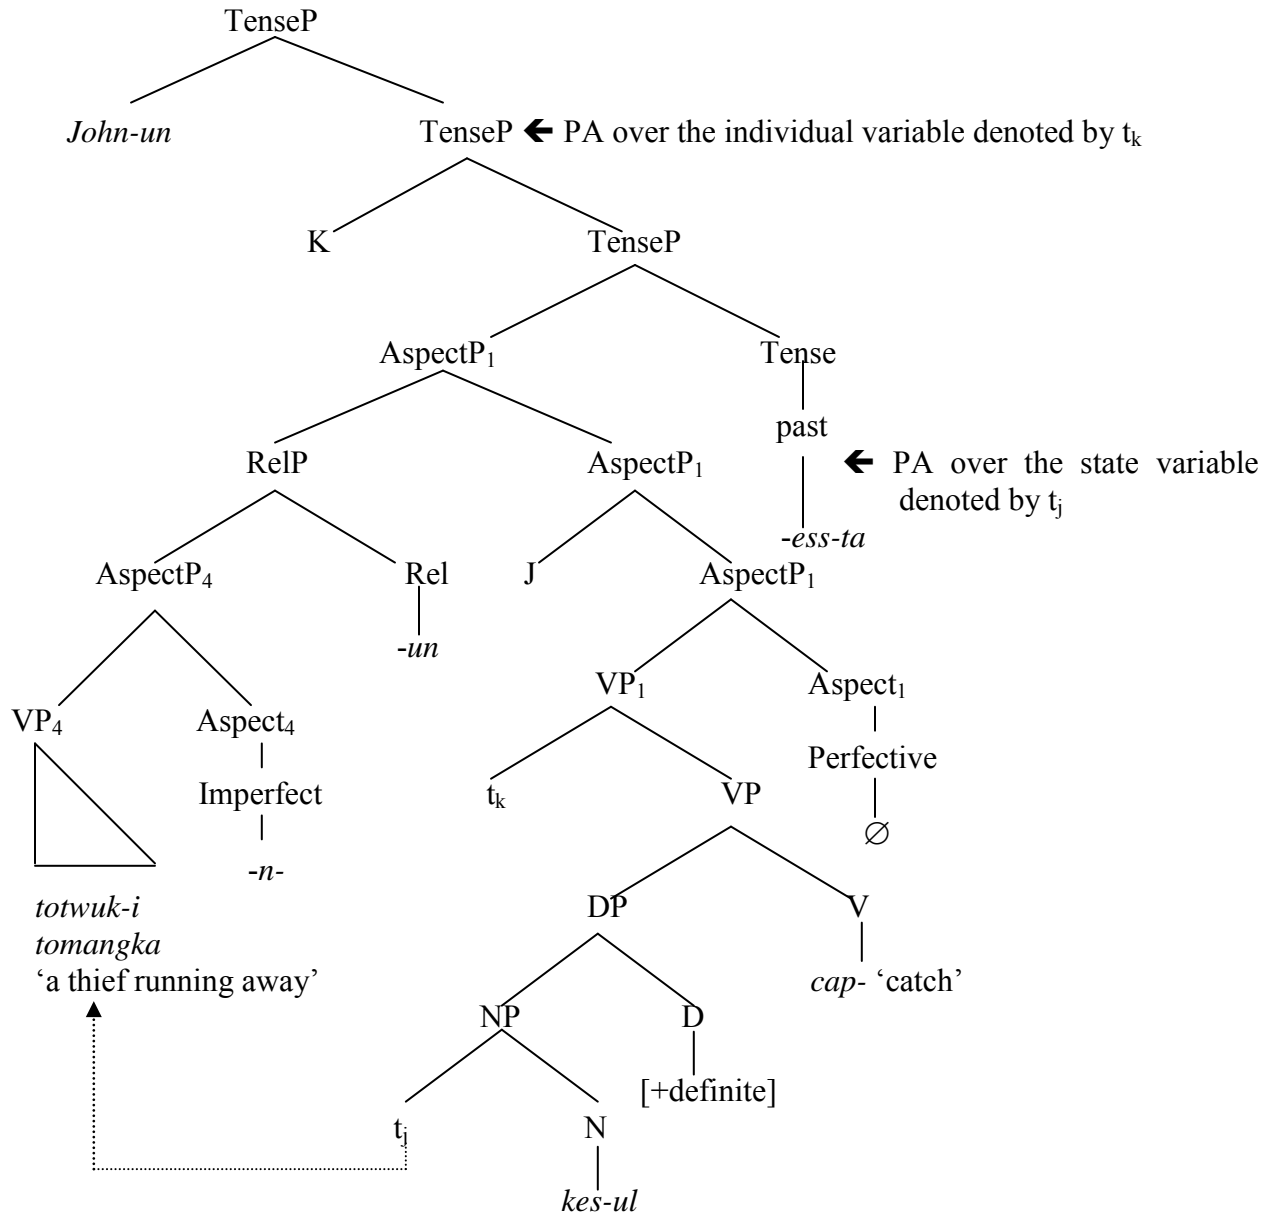 TenseP
John-un TenseP 🡸 PA over the individual variable denoted by tk
K TenseP
AspectP1 Tense
past
RelP AspectP1 🡸 PA over the state variable
denoted by tj
-ess-ta
AspectP4 Rel J AspectP1
-un
VP1 Aspect1
VP4 Aspect4
Perfective
Imperfect tk VP
∅
-n-
totwuk-i DP V
tomangka
‘a thief running away’ cap- ‘catch’
NP D
[+definite]
tj N
kes-ul